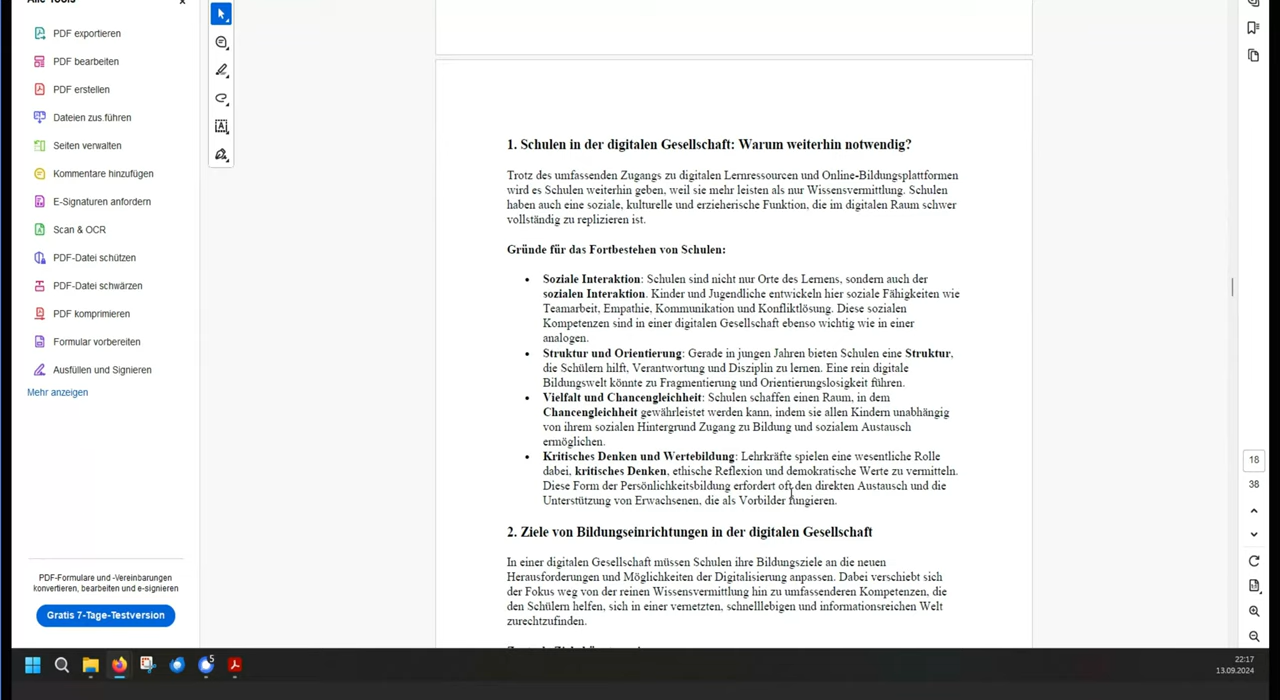 PDF exportieren
PDF bearbeiten
PDF erstellen
Dateien zus.führen
Seiten verwalten
Kommentare hinzufügen
E-Signaturen anfordern
Scan & OCR
PDF-Datei schützen
PDF-Datei schwärzen
PDF komprimieren
Formular vorbereiten
Ausfüllen und Signieren
Mehr anzeigen
PDF-Formulare und -Vereinbarungen
konvertieren, bearbeiten und e-signieren
Gratis 7-Tage-Testversion
1. Schulen in der digitalen Gesellschaft: Warum weiterhin notwendig?
Trotz des umfassenden Zugangs zu digitalen Lernressourcen und Online-Bildungsplattformen
wird es Schulen weiterhin geben, weil sie mehr leisten als nur Wissensvermittlung. Schulen
haben auch eine soziale, kulturelle und erzieherische Funktion, die im digitalen Raum schwer
vollständig zu replizieren ist.
Gründe für das Fortbestehen von Schulen:
• Soziale Interaktion: Schulen sind nicht nur Orte des Lernens, sondern auch der
sozialen Interaktion. Kinder und Jugendliche entwickeln hier soziale Fähigkeiten wie
Teamarbeit, Empathie, Kommunikation und Konfliktlösung. Diese sozialen
Kompetenzen sind in einer digitalen Gesellschaft ebenso wichtig wie in einer
analogen.
• Struktur und Orientierung: Gerade in jungen Jahren bieten Schulen eine Struktur,
die Schülern hilft, Verantwortung und Disziplin zu lernen. Eine rein digitale
Bildungswelt könnte zu Fragmentierung und Orientierungslosigkeit führen.
• Vielfalt und Chancengleichheit: Schulen schaffen einen Raum, in dem
Chancengleichheit gewährleistet werden kann, indem sie allen Kindern unabhängig
von ihrem sozialen Hintergrund Zugang zu Bildung und sozialem Austausch
ermöglichen.
• Kritisches Denken und Wertebildung: Lehrkräfte spielen eine wesentliche Rolle
dabei, kritisches Denken, ethische Reflexion und demokratische Werte zu vermitteln.
Diese Form der Persönlichkeitsbildung erfordert oft den direkten Austausch und die
Unterstützung von Erwachsenen, die als Vorbilder fungieren.
2. Ziele von Bildungseinrichtungen in der digitalen Gesellschaft
In einer digitalen Gesellschaft müssen Schulen ihre Bildungsziele an die neuen
Herausforderungen und Möglichkeiten der Digitalisierung anpassen. Dabei verschiebt sich
der Fokus weg von der reinen Wissensvermittlung hin zu umfassenden Kompetenzen, die
den Schülern helfen, sich in einer vernetzten, schnelllebigen und informationsreichen Welt
zurechtzufinden.
18
38
5
22:17
13.09.2024